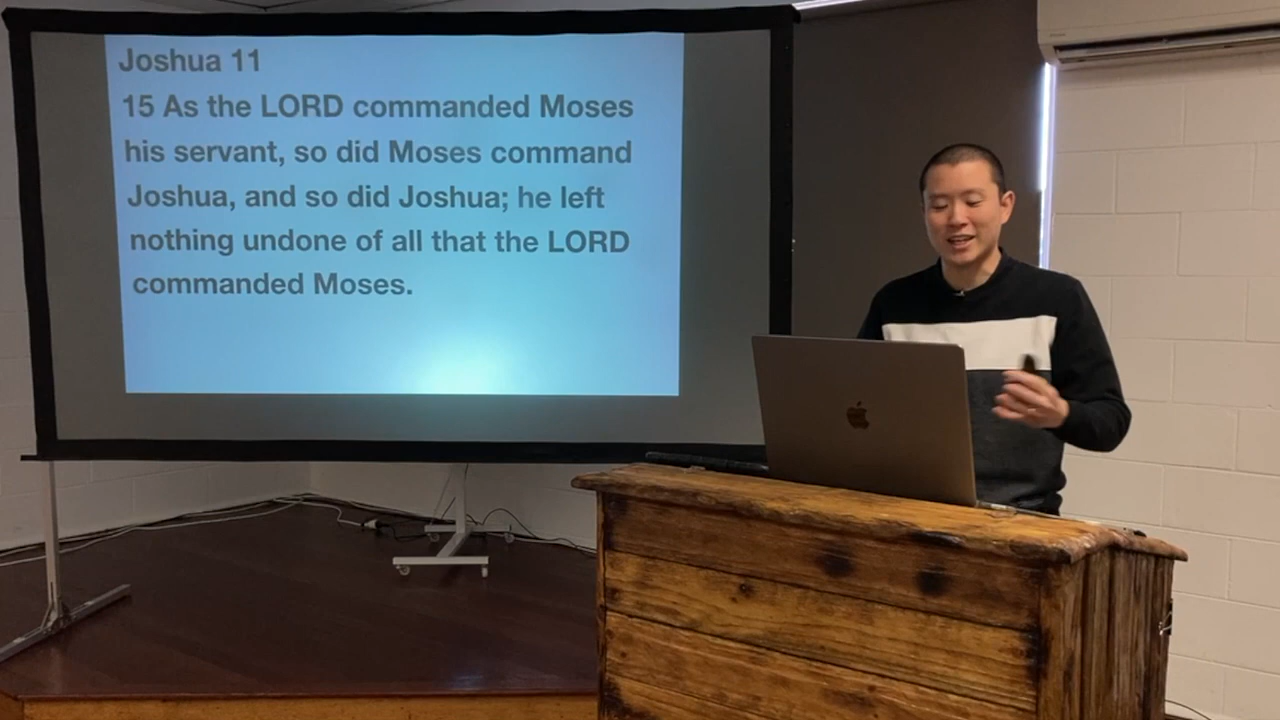 Joshua 11
15 As the LORD commanded Moses
his servant, so did Moses command
Joshua, and so did Joshua; he left
nothing undone of all that the LORD
commanded Moses.